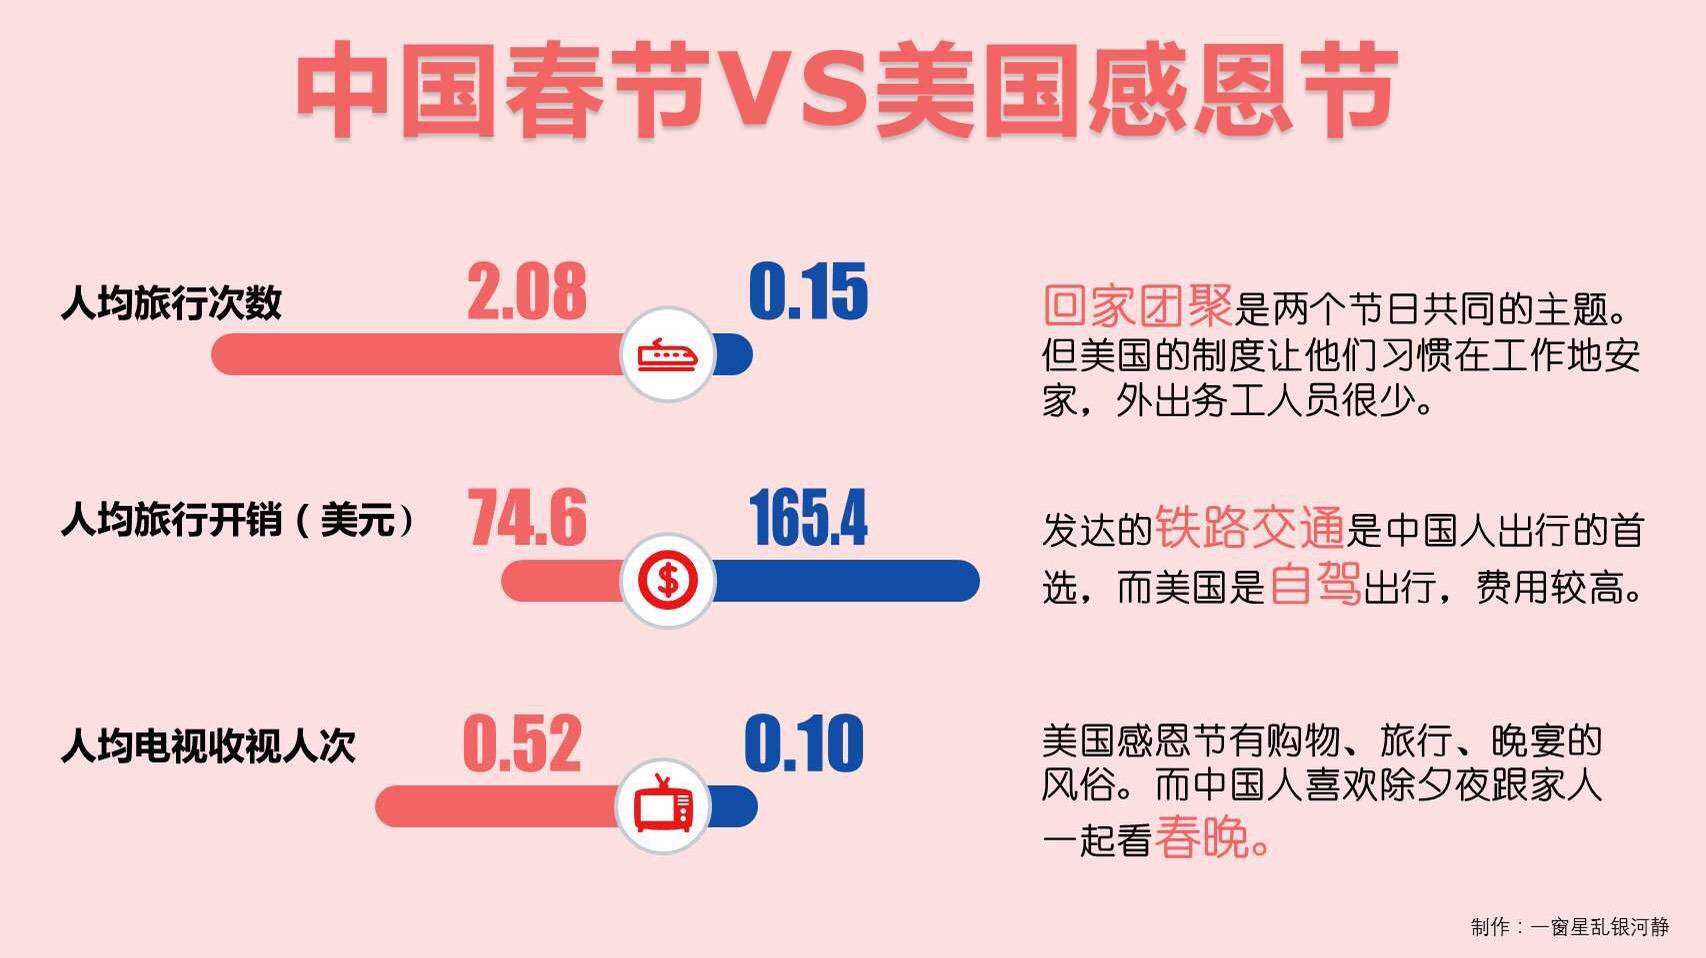 中国春节VS美国感恩节
人均旅行次数
2.08
0.15
回家团聚是两个节日共同的主题。
但美国的制度让他们习惯在工作地安
家，外出务工人员很少。
人均旅行开销（美元）
74.6
165.4
发达的铁路交通是中国人出行的首
选，而美国是自驾出行，费用较高。
人均电视收视人次
0.52
0.10
美国感恩节有购物、旅行、晚宴的
风俗。而中国人喜欢除夕夜跟家人
一起看春晚。
制作：一窗星乱银河静